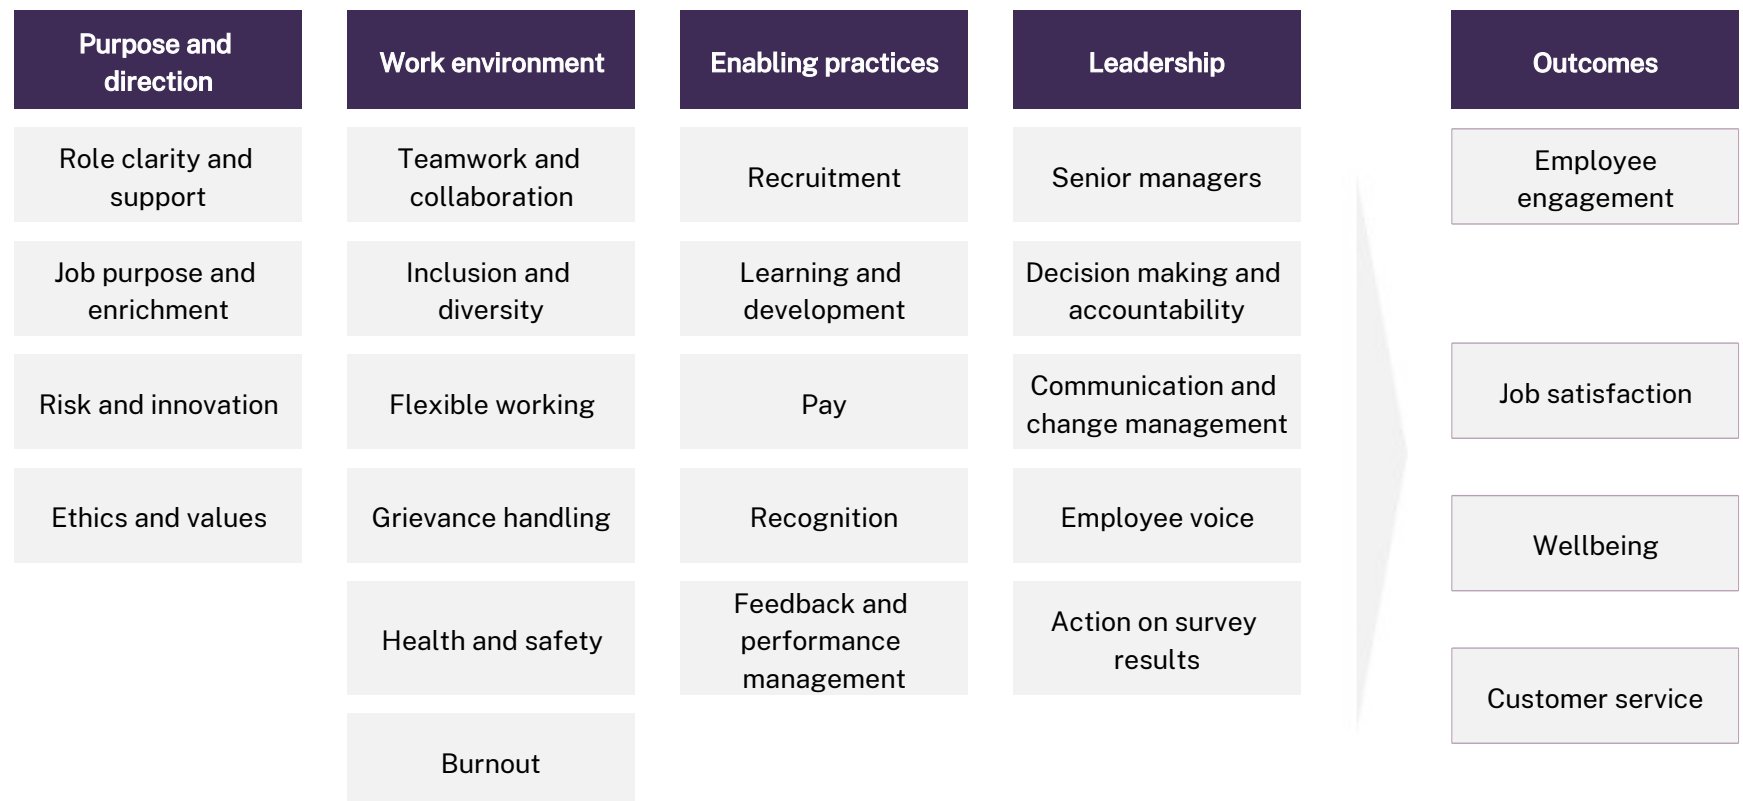 Purpose and
direction
Role clarity and
support
Job purpose and
enrichment
Risk and innovation
Ethics and values
Work environment
Teamwork and
collaboration
Inclusion and
diversity
Flexible working
Grievance handling
Health and safety
Burnout
Enabling practices
Recruitment
Learning and
development
Pay
Recognition
Feedback and
performance
management
Leadership
Senior managers
Decision making and
accountability
Communication and
change management
Employee voice
Action on survey
results
Outcomes
Employee
engagement
Job satisfaction
Wellbeing
Customer service